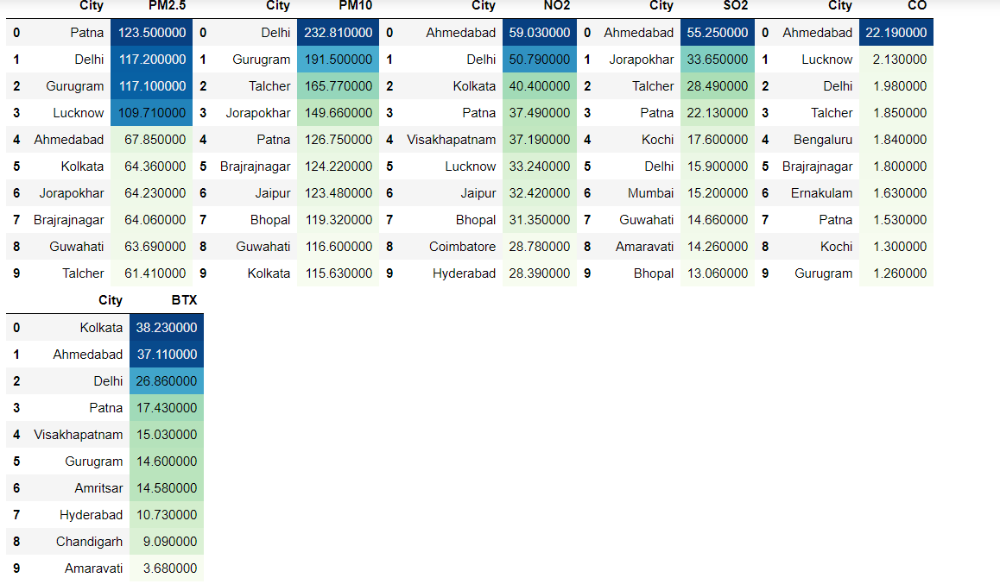 City PM2.5 City PM10 City NO2 City SO2 City CO
0 Patna 123.500000 0 Delhi 232.810000 0 Ahmedabad 59.030000 0 Ahmedabad 55.250000 0 Ahmedabad 22.190000
1 Delhi 117.200000 1 Gurugram 191.500000 1 Delhi 50.790000 1 Jorapokhar 33.650000 1 Lucknow 2.130000
2 Gurugram 117.100000 2 Talcher 165.770000 2 Kolkata 40.400000 2 Talcher 28.490000 2 Delhi 1.980000
3 Lucknow 109.710000 3 Jorapokhar 149.660000 3 Patna 37.490000 3 Patna 22.130000 3 Talcher 1.850000
4 Ahmedabad 67.850000 4 Patna 126.750000 4 Visakhapatnam 37.190000 4 Kochi 17.600000 4 Bengaluru 1.840000
5 Kolkata 64.360000 5 Brajrajnagar 124.220000 5 Lucknow 33.240000 5 Delhi 15.900000 5 Brajrajnagar 1.800000
6 Jorapokhar 64.230000 6 Jaipur 123.480000 6 Jaipur 32.420000 6 Mumbai 15.200000 6 Ernakulam 1.630000
7 Brajrajnagar 64.060000 7 Bhopal 119.320000 7 Bhopal 31.350000 7 Guwahati 14.660000 7 Patna 1.530000
8 Guwahati 63.690000 8 Guwahati 116.600000 8 Coimbatore 28.780000 8 Amaravati 14.260000 8 Kochi 1.300000
9 Talcher 61.410000 9 Kolkata 115.630000 9 Hyderabad 28.390000 9 Bhopal 13.060000 9 Gurugram 1.260000
City BTX
0 Kolkata 38.230000
1 Ahmedabad 37.110000
2 Delhi 26.860000
3 Patna 17.430000
4 Visakhapatnam 15.030000
5 Gurugram 14.600000
6 Amritsar 14.580000
7 Hyderabad 10.730000
8 Chandigarh 9.090000
9 Amaravati 3.680000